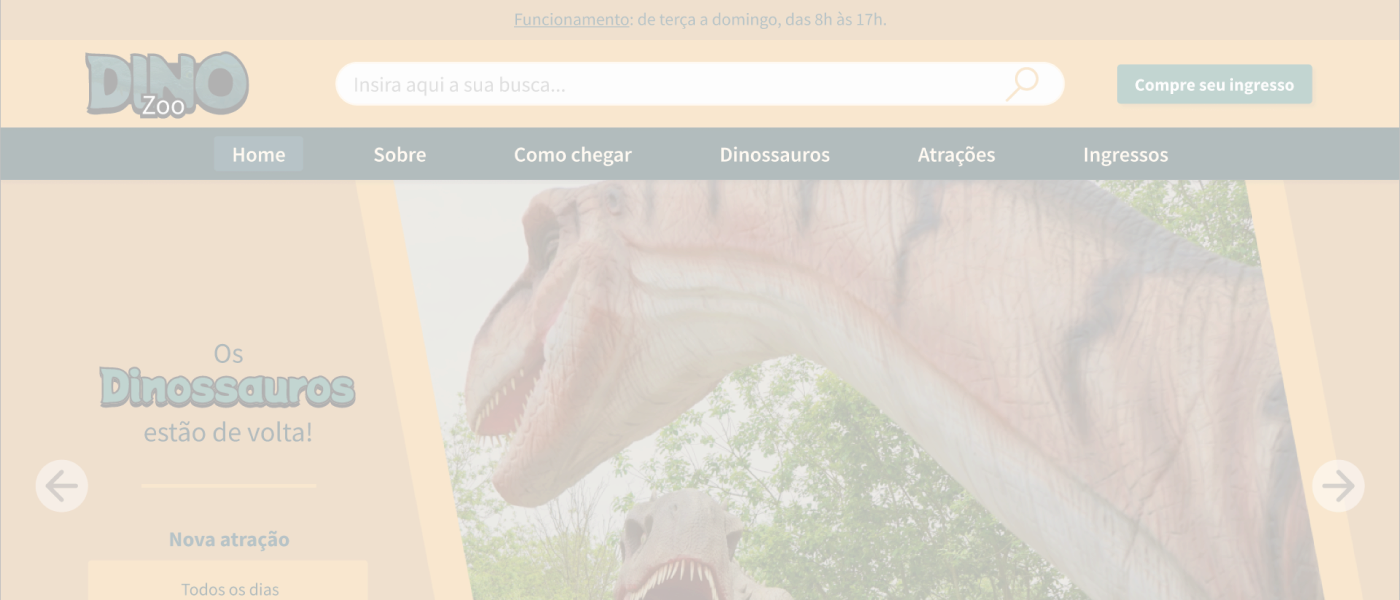 Funcionamento: de terça a domingo, das 8h às 17h.
DINO
Zoo
Insira aqui a sua busca...
Compre seu ingresso
Home
Sobre
Como chegar
Dinossauros
Atrações
Ingressos
Os
Dinossauros
estão de volta!
Nova atração
Todos os dias